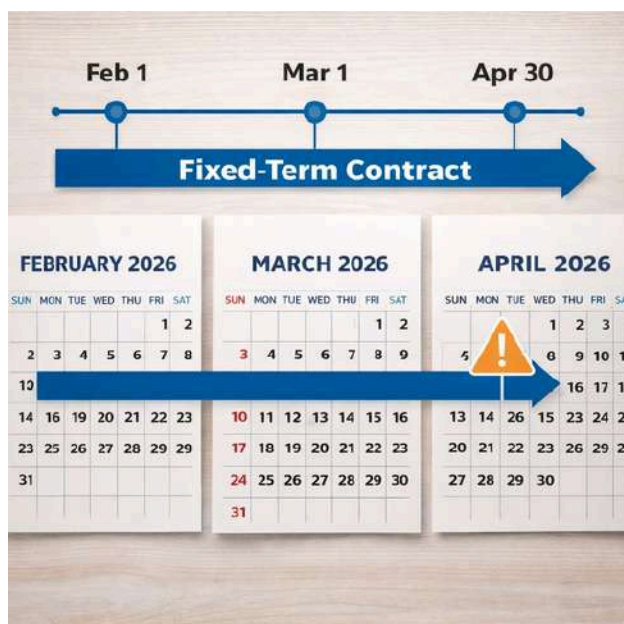 Feb 1 Mar 1 Apr 30
Fixed-Term Contract
FEBRUARY 2026
SUN MON TUE WED THU FRI SAT
1 2
2 3 4 5 6 7 8
10
14 16 19 20 21 22 23
23 25 26 27 28 29 29
31
MARCH 2026
SUN MON TUE WED THU FRI SAT
1 2
3 4 5 6 7 8 9
10 11 12 13 14 15 16
17 18 19 20 21 22 23
24 25 26 27 28 29 30
31
APRIL 2026
SUN MON TUE WED THU FRI
1 2 3
8 9 10
!
16 17
13 14 26 15 23 24
20 21 22 23 26 29
27 28 29 30